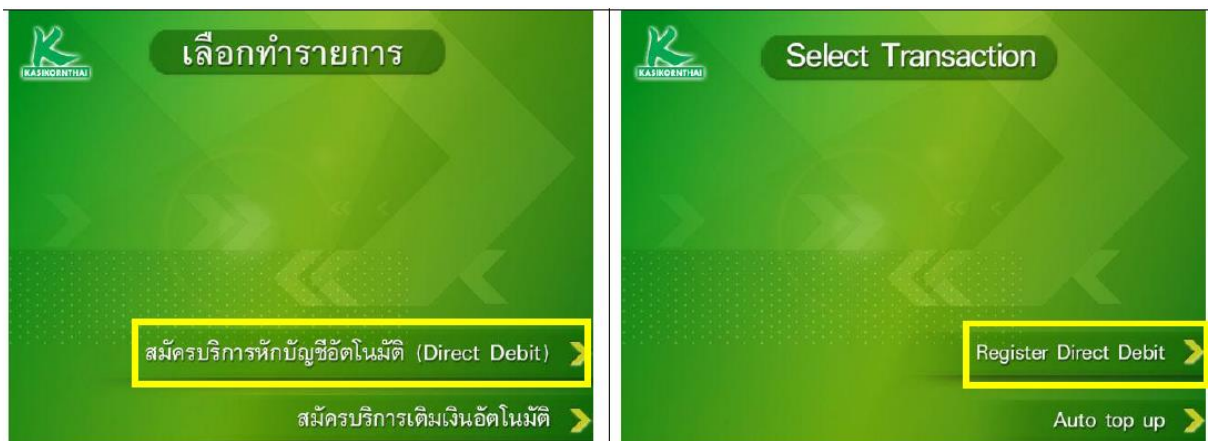 KASIKORNTHAI
เลือกทำรายการ
สมัครบริการหักบัญชีอัตโนมัติ (Direct Debit)
สมัครบริการเติมเงินอัตโนมัติ
KASIKORNTHAI
Select Transaction
Register Direct Debit
Auto top up